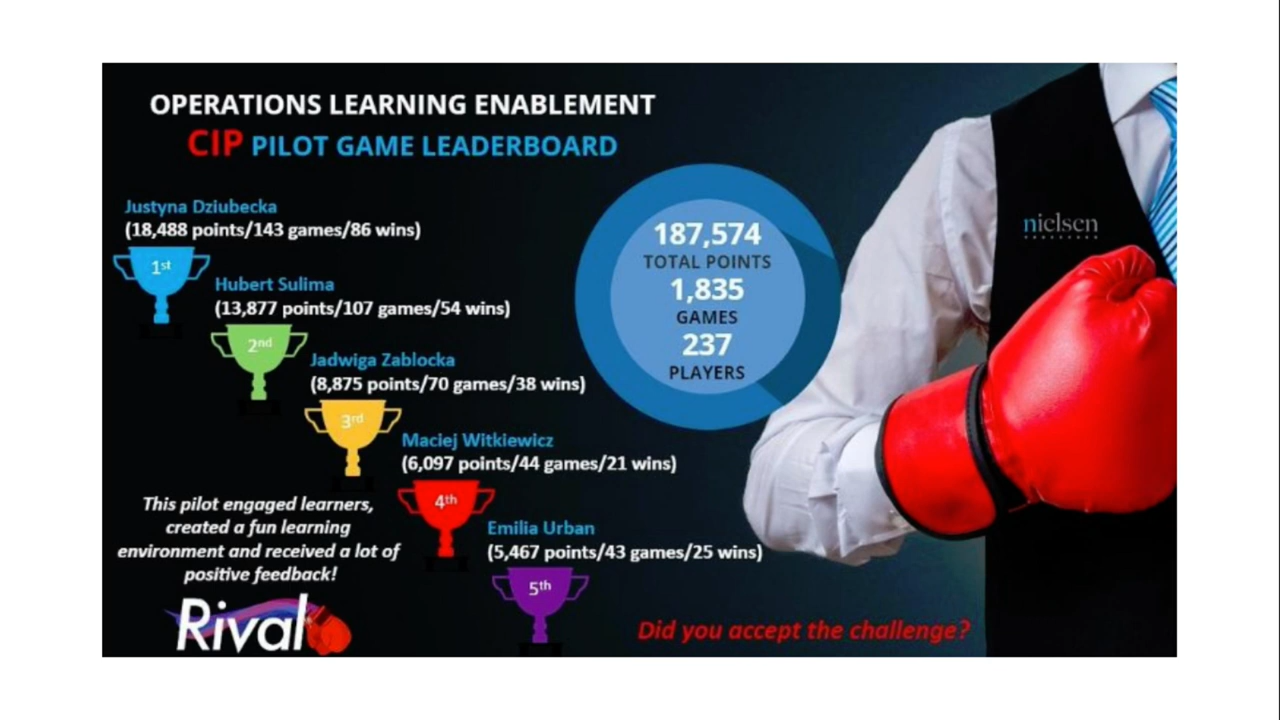 OPERATIONS LEARNING ENABLEMENT
CIP PILOT GAME LEADERBOARD
Justyna Dziubecka
(18,488 points/143 games/86 wins)
1st
Hubert Sulima
(13,877 points/107 games/54 wins)
2nd
Jadwiga Zablocka
(8,875 points/70 games/38 wins)
3rd
Maciej Witkiewicz
(6,097 points/44 games/21 wins)
4th
Emilia Urban
(5,467 points/43 games/25 wins)
5th
187,574
TOTAL POINTS
1,835
GAMES
237
PLAYERS
nielsen
This pilot engaged learners,
created a fun learning
environment and received a lot of
positive feedback!
Rival
Did you accept the challenge?